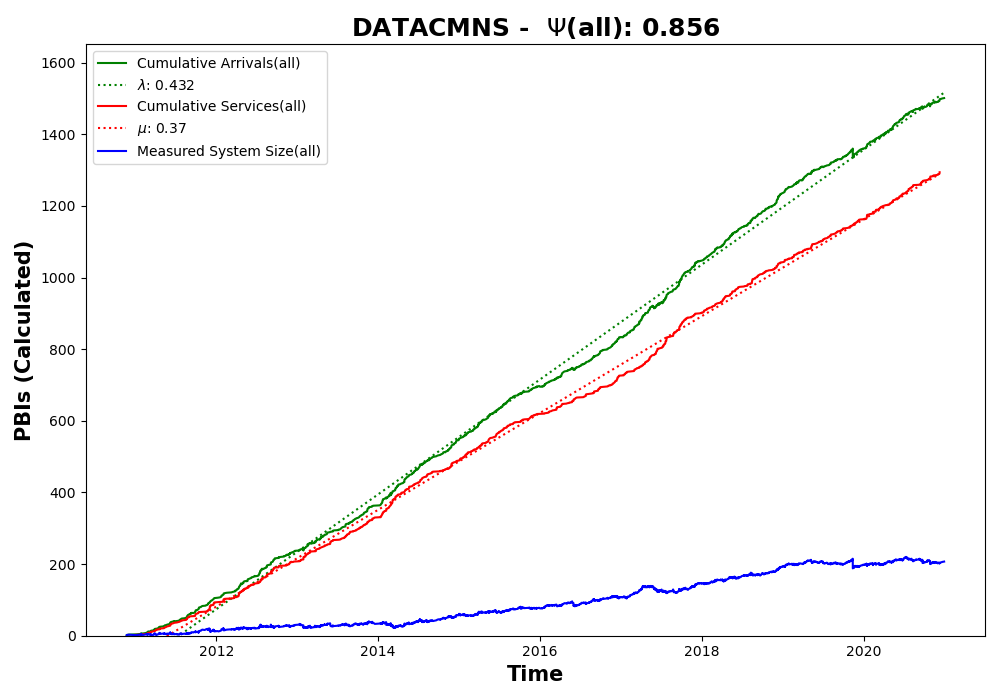 DATACMNS - Ψ(all): 0.856
Cumulative Arrivals(all)
λ: 0.432
Cumulative Services(all)
μ: 0.37
Measured System Size(all)
PBIs (Calculated)
1600
1400
1200
1000
800
600
400
200
0
2012 2014 2016 2018 2020
Time